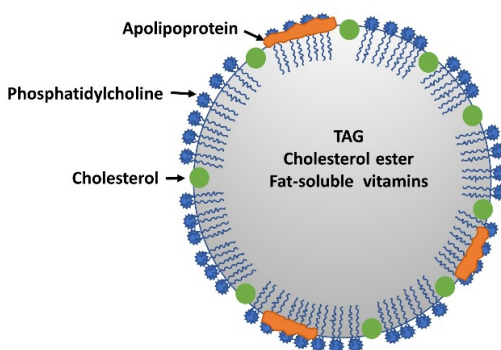 Apolipoprotein
Phosphatidylcholine
Cholesterol
TAG
Cholesterol ester
Fat-soluble vitamins